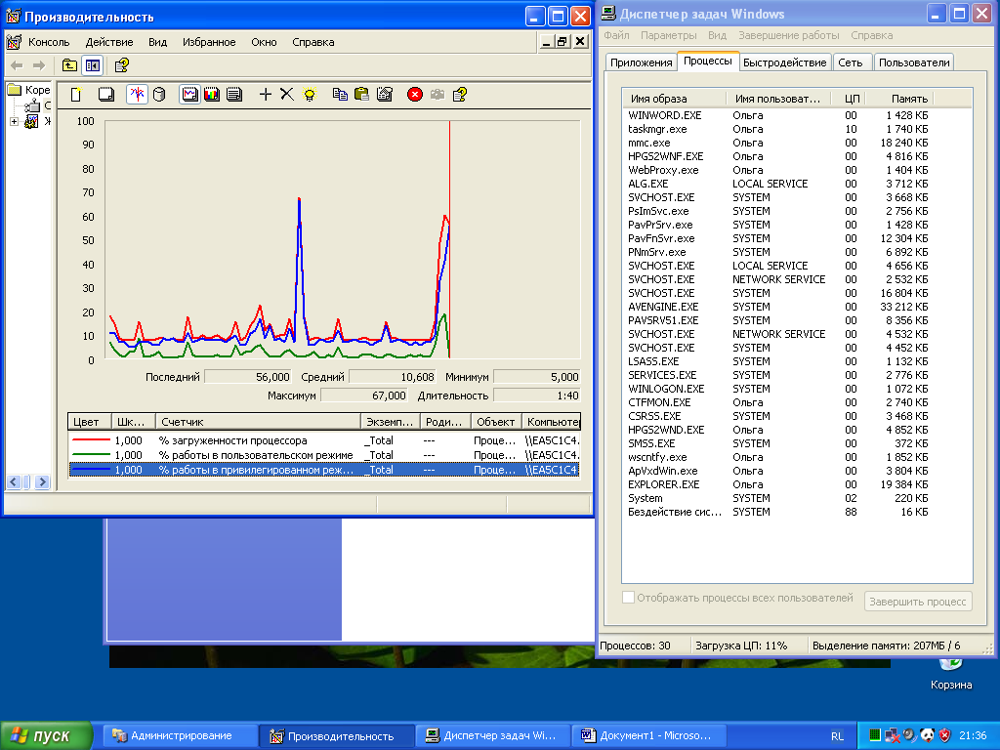 Производительность
Консоль Действие Вид Избранное Окно Справка
Коре
С
Ж
100
90
80
70
60
50
40
30
20
10
0
Последний 56,000 Средний 10,608 Минимум 5,000
Максимум 67,000 Длительность 1:40
Цвет Шк... Счетчик Экземп... Роди... Объект Компьютер
1,000 % загруженности процессора _Total --- Проце... \\EA5C1C4.
1,000 % работы в пользовательском режиме _Total --- Проце... \\EA5C1C4.
1,000 % работы в привилегированном реж... _Total --- Проце... \\EA5C1C4.
Диспетчер задач Windows
Файл Параметры Вид Завершение работы Справка
Приложения Процессы Быстродействие Сеть Пользователи
Имя образа Имя пользоват... ЦП Память
WINWORD.EXE Ольга 00 1 428 КБ
taskmgr.exe Ольга 10 1 740 КБ
mmc.exe Ольга 00 18 240 КБ
HPGS2WNF.EXE Ольга 00 4 816 КБ
WebProxy.exe Ольга 00 1 404 КБ
ALG.EXE LOCAL SERVICE 00 3 712 КБ
SVCHOST.EXE SYSTEM 00 3 668 КБ
PsImSvc.exe SYSTEM 00 2 756 КБ
PavPrSrv.exe SYSTEM 00 1 428 КБ
PavFnSvr.exe SYSTEM 00 12 304 КБ
PNmSrv.exe SYSTEM 00 6 892 КБ
SVCHOST.EXE LOCAL SERVICE 00 4 656 КБ
SVCHOST.EXE NETWORK SERVICE 00 2 532 КБ
SVCHOST.EXE SYSTEM 00 16 804 КБ
AVENGINE.EXE SYSTEM 00 33 212 КБ
PAVSRV51.EXE SYSTEM 00 8 356 КБ
SVCHOST.EXE NETWORK SERVICE 00 4 532 КБ
SVCHOST.EXE SYSTEM 00 4 452 КБ
LSASS.EXE SYSTEM 00 1 132 КБ
SERVICES.EXE SYSTEM 00 2 776 КБ
WINLOGON.EXE SYSTEM 00 1 072 КБ
CTFMON.EXE Ольга 00 2 740 КБ
CSRSS.EXE SYSTEM 00 3 468 КБ
HPGS2WND.EXE Ольга 00 4 852 КБ
SMSS.EXE SYSTEM 00 372 КБ
wscntfy.exe Ольга 00 1 852 КБ
ApVxdWin.exe Ольга 00 3 804 КБ
EXPLORER.EXE Ольга 00 19 384 КБ
System SYSTEM 02 220 КБ
Бездействие сис... SYSTEM 88 16 КБ
Отображать процессы всех пользователей
Завершить процесс
Процессов: 30 Загрузка ЦП: 11% Выделение памяти: 207МБ / 6
Корзина
пуск Администрирование Производительность Диспетчер задач Wi... Документ1 - Microso... RL 21:36